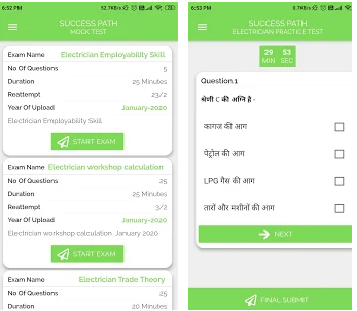 6:52 PM
52.7KB/s
SUCCESS PATH
MOCK TEST
Exam Name Electrician Employability Skill
No. Of Questions 5
Duration 25 Minutes
Reattempt 23/2
Year Of Upload January-2020
Electrician Employability Skill
START EXAM
Exam Name Electrician workshop calculation
No. Of Questions 25
Duration 25 Minutes
Reattempt 3/2
Year Of Upload January-2020
Electrician workshop calculation January 2020
START EXAM
Exam Name Electrician Trade Theory
No. Of Questions 25
Duration 20 Minutes
6:53 PM
0.7KB/s
SUCCESS PATH
ELECTRICIAN PRACTICE TEST
29 53
MIN SEC
Question.1
श्रेणी C की अग्नि है -
कागज की आग
पेट्रोल की आग
LPG गैस की आग
तारों और मशीनों की आग
NEXT
FINAL SUBMIT